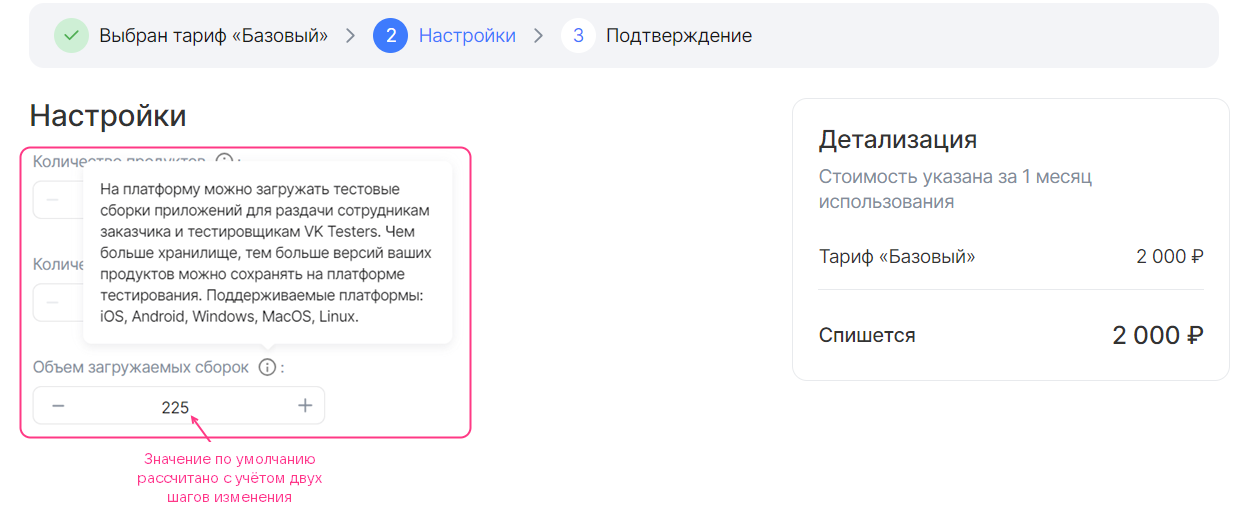 Выбран тариф «Базовый»
2 Настройки
3 Подтверждение
Настройки
Количество продуктов :
На платформу можно загружать тестовые
сборки приложений для раздачи сотрудникам
заказчика и тестировщикам VK Testers. Чем
больше хранилище, тем больше версий ваших
продуктов можно сохранять на платформе
тестирования. Поддерживаемые платформы:
iOS, Android, Windows, MacOS, Linux.
Объем загружаемых сборок :
− 225 +
Значение по умолчанию
рассчитано с учётом двух
шагов изменения
Детализация
Стоимость указана за 1 месяц
использования
Тариф «Базовый» 2 000 ₽
Спишется 2 000 ₽